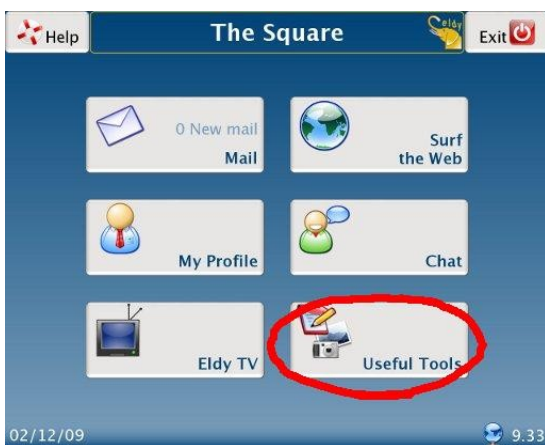 Help
The Square
eldy
Exit
0 New mail
Mail
Surf
the Web
My Profile
Chat
Eldy TV
Useful Tools
02/12/09
9.33